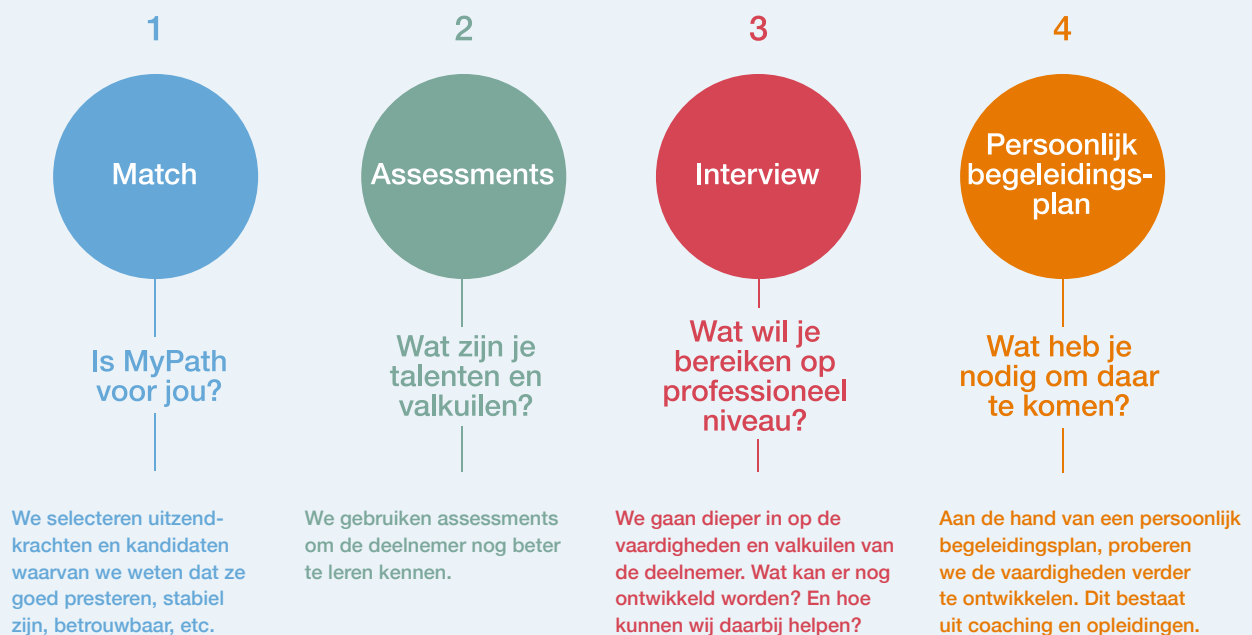 1
Match
Is MyPath
voor jou?
We selecteren uitzend-
krachten en kandidaten
waarvan we weten dat ze
goed presteren, stabiel
zijn, betrouwbaar, etc.
2
Assessments
Wat zijn je
talenten en
valkuilen?
We gebruiken assessments
om de deelnemer nog beter
te leren kennen.
3
Interview
Wat wil je
bereiken op
professioneel
niveau?
We gaan dieper in op de
vaardigheden en valkuilen van
de deelnemer. Wat kan er nog
ontwikkeld worden? En hoe
kunnen wij daarbij helpen?
4
Persoonlijk
begeleidings-
plan
Wat heb je
nodig om daar
te komen?
Aan de hand van een persoonlijk
begeleidingsplan, proberen
we de vaardigheden verder
te ontwikkelen. Dit bestaat
uit coaching en opleidingen.